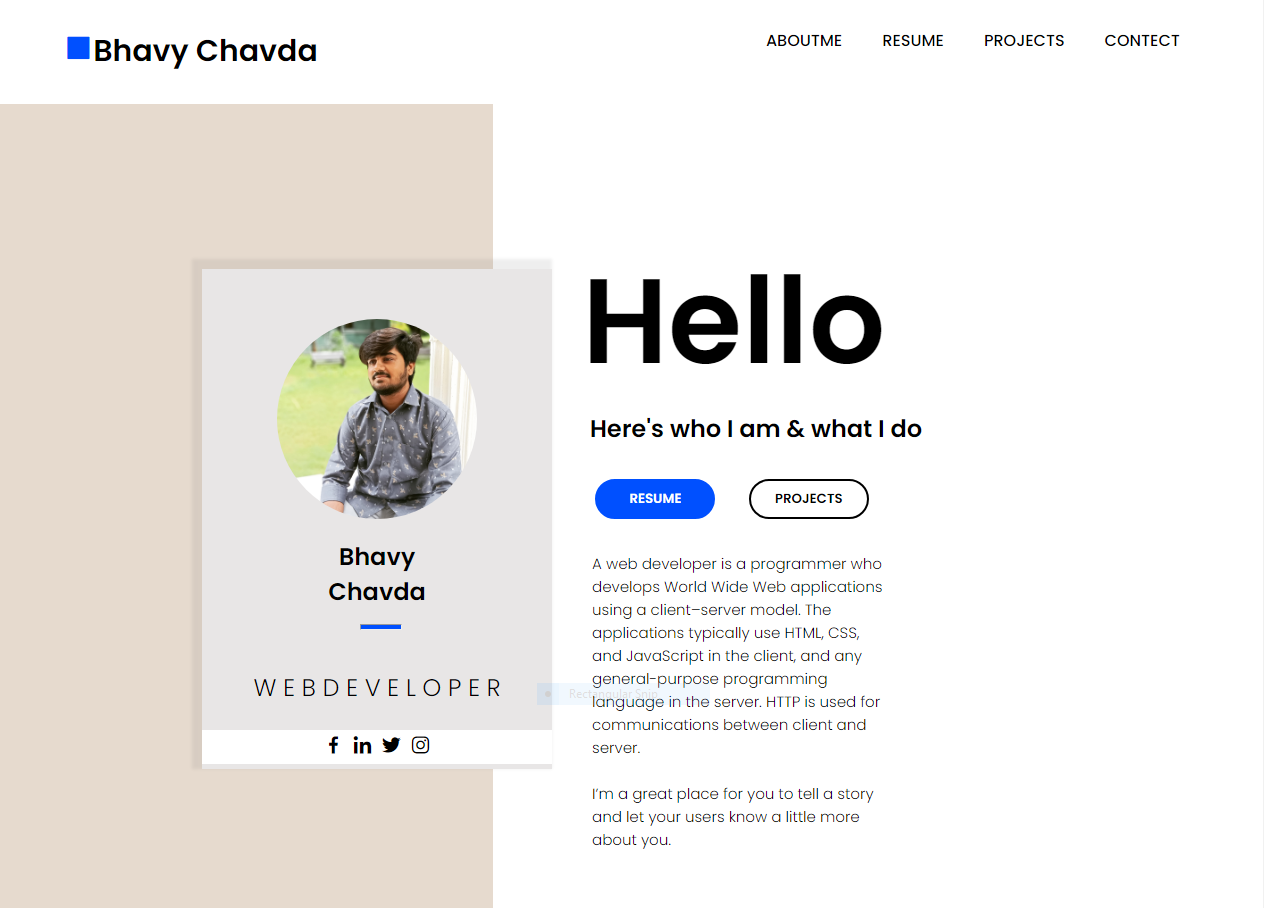 Bhavy Chavda
ABOUTME RESUME PROJECTS CONTECT
Hello
Here's who I am & what I do
RESUME PROJECTS
Bhavy
Chavda
WEBDEVELOPER
A web developer is a programmer who
develops World Wide Web applications
using a client–server model. The
applications typically use HTML, CSS,
and JavaScript in the client, and any
general-purpose programming
language in the server. HTTP is used for
communications between client and
server.
I’m a great place for you to tell a story
and let your users know a little more
about you.
Rectangular Snip